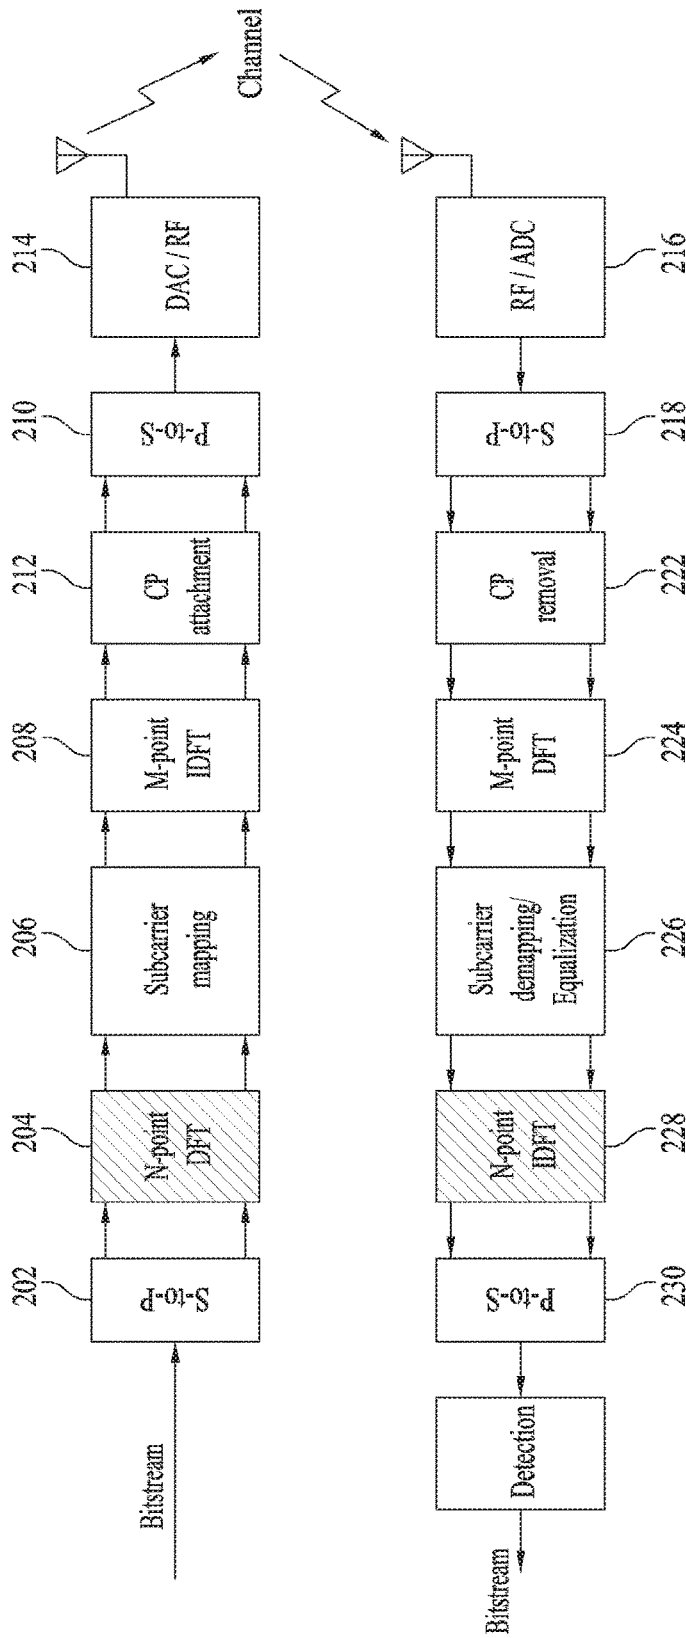 202
204
206
208
212
210
214
Bitstream
S-to-P
N-point
DFT
Subcarrier
mapping
M-point
IDFT
CP
attachment
P-to-S
DAC / RF
Channel
Bitstream
Detection
P-to-S
N-point
IDFT
Subcarrier
demapping/
Equalization
M-point
DFT
CP
removal
S-to-P
RF / ADC
230
228
226
224
222
218
216